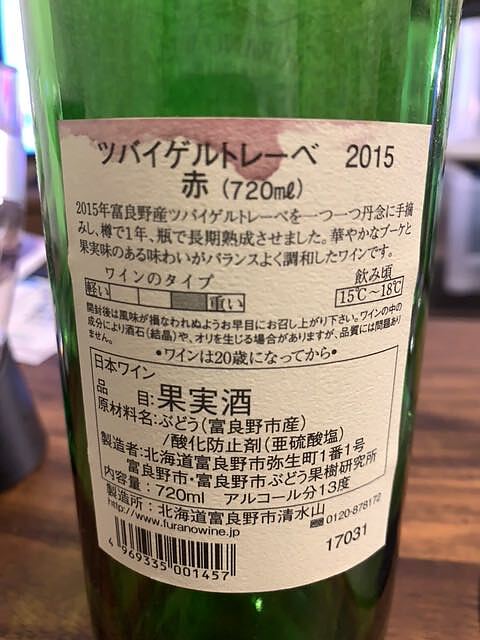 ツバイゲルトレーベ 2015
赤 (720㎖)
2015年富良野産ツバイゲルトレーベを一つ一つ丹念に手摘
みし、樽で1年、瓶で長期熟成させました。華やかなブーケと
果実味のある味わいがバランスよく調和したワインです。
ワインのタイプ 飲み頃
軽い 重い 15℃~18℃
開封後は風味が損なわれぬようお早目にお召し上がり下さい。ワインの中の
成分により酒石(結晶)や、オリを生じる場合がありますが、品質には問題あり
ません。
•ワインは20歳になってから•
日本ワイン
品 目:果実酒
原材料名:ぶどう(富良野市産)
/酸化防止剤(亜硫酸塩)
製造者:北海道富良野市弥生町1番1号
富良野市・富良野市ぶどう果樹研究所
内容量:720ml アルコール分13度
製造所:北海道富良野市清水山
http://www.furanowine.jp 0120-878172
17031
4 969335 001457